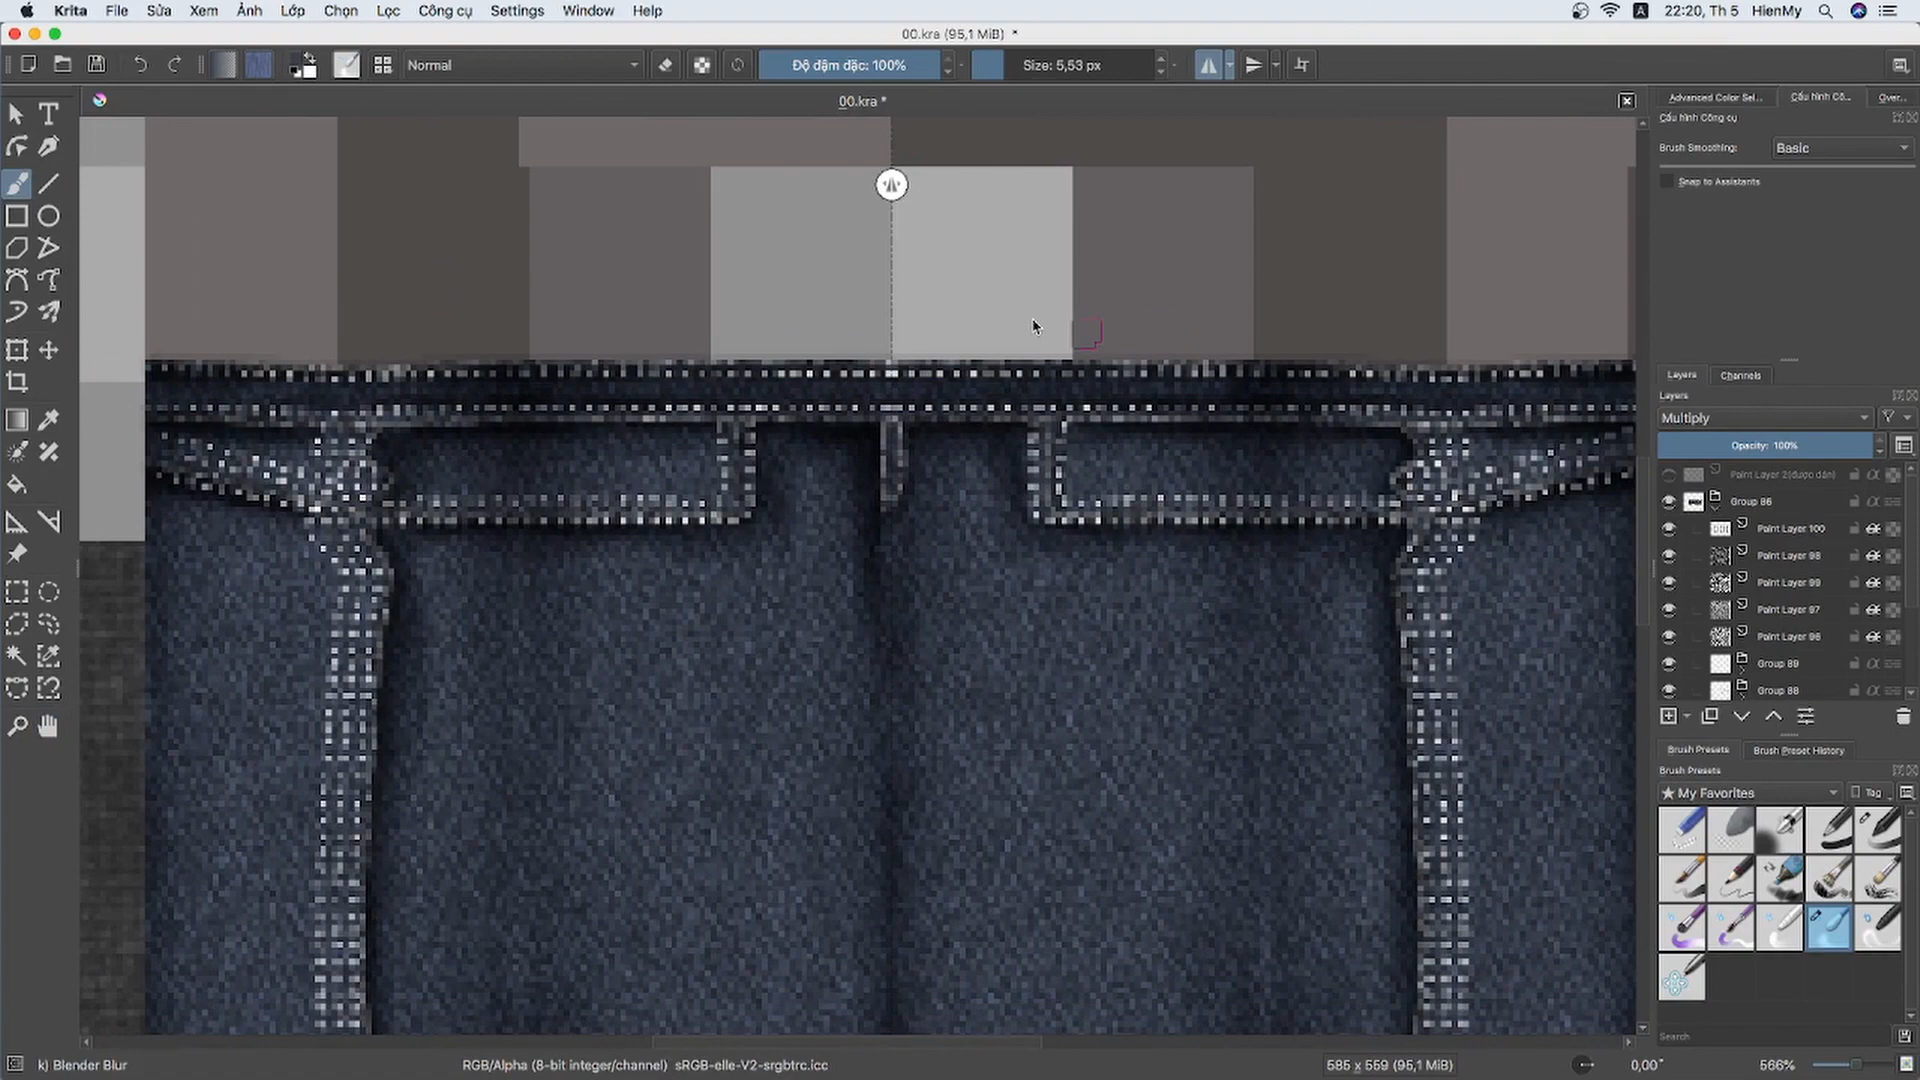 Krita File Sửa Xem Ảnh Lớp Chọn Lọc Công cụ Settings Window Help
A 22:20, Th 5 HienMy
00.kra (95,1 MiB) *
Normal
Độ đậm đặc: 100%
Size: 5,53 px
00.kra *
Advanced Color Sel... Cấu hình Cô... Over...
Cấu hình Công cụ
Brush Smoothing: Basic
Snap to Assistants
Layers Channels
Layers
Multiply
Opacity: 100%
Paint Layer 2(được dán)
Group 86
Paint Layer 100
Paint Layer 98
Paint Layer 99
Paint Layer 97
Paint Layer 96
Group 89
Group 88
Brush Presets Brush Preset History
Brush Presets
★ My Favorites Tag
Search
k) Blender Blur
RGB/Alpha (8-bit integer/channel) sRGB-elle-V2-srgbtrc.icc
585 x 559 (95,1 MiB)
0,00°
566%